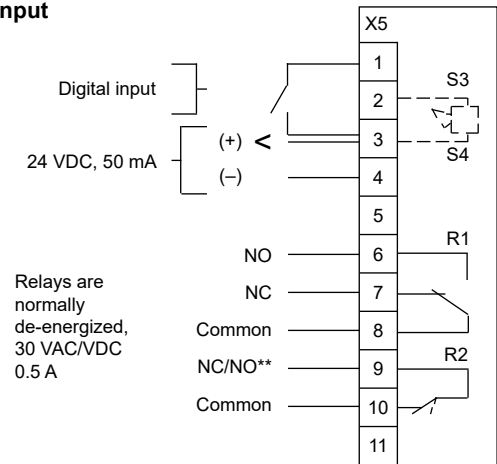 nput
X5
1
Digital input
2
S3
(+)
3
24 VDC, 50 mA
S4
(–)
4
5
R1
NO
6
NC
7
Relays are
normally
de-energized,
30 VAC/VDC
0.5 A
Common
8
R2
NC/NO**
9
Common
10
11